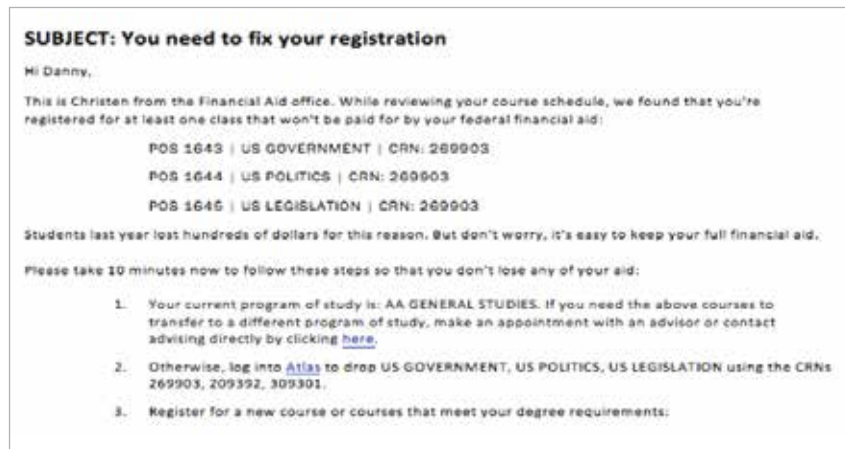 SUBJECT: You need to fix your registration
Hi Danny,
This is Christen from the Financial Aid office. While reviewing your course schedule, we found that you're
registered for at least one class that won't be paid for by your federal financial aid:
POS 1643 | US GOVERNMENT | CRN: 269903
POS 1644 | US POLITICS | CRN: 269903
POS 1645 | US LEGISLATION | CRN: 269903
Students last year lost hundreds of dollars for this reason. But don't worry, it's easy to keep your full financial aid.
Please take 10 minutes now to follow these steps so that you don't lose any of your aid:
1. Your current program of study is: AA GENERAL STUDIES. If you need the above courses to
transfer to a different program of study, make an appointment with an advisor or contact
advising directly by clicking here.
2. Otherwise, log into Atlas to drop US GOVERNMENT, US POLITICS, US LEGISLATION using the CRNs
269903, 209392, 309301.
3. Register for a new course or courses that meet your degree requirements: